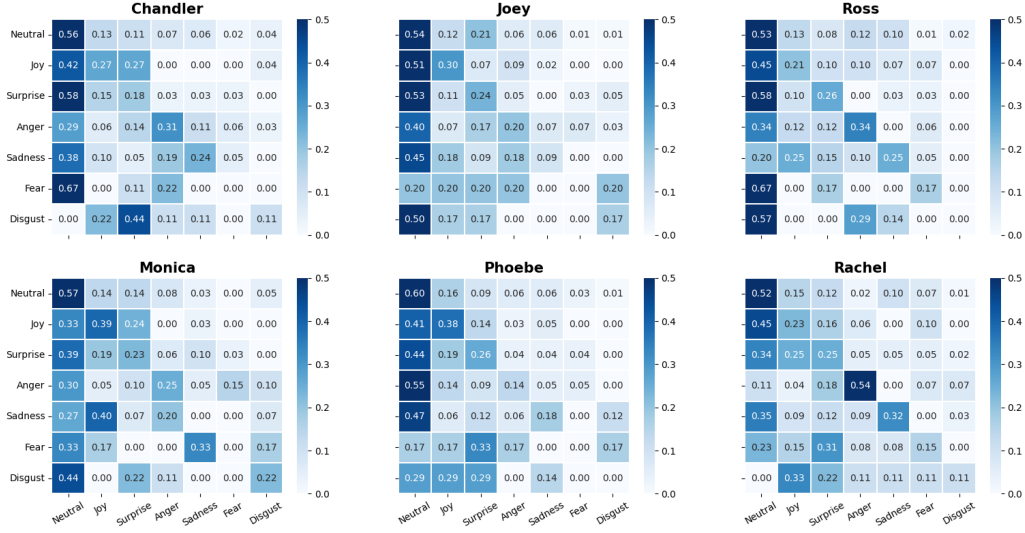 Chandler Joey Ross
Neutral 0.56 0.13 0.11 0.07 0.06 0.02 0.04 0.5 0.54 0.12 0.21 0.06 0.06 0.01 0.01 0.5 0.53 0.13 0.08 0.12 0.10 0.01 0.02 0.5
Joy 0.42 0.27 0.27 0.00 0.00 0.00 0.04 0.4 0.51 0.30 0.07 0.09 0.02 0.00 0.00 0.4 0.45 0.21 0.10 0.10 0.07 0.07 0.00 0.4
Surprise 0.58 0.15 0.18 0.03 0.03 0.03 0.00 0.3 0.53 0.11 0.24 0.05 0.00 0.03 0.05 0.3 0.58 0.10 0.26 0.00 0.03 0.03 0.00 0.3
Anger 0.29 0.06 0.14 0.31 0.11 0.06 0.03 0.40 0.07 0.17 0.20 0.07 0.07 0.03 0.34 0.12 0.12 0.34 0.00 0.06 0.00
Sadness 0.38 0.10 0.05 0.19 0.24 0.05 0.00 0.2 0.45 0.18 0.09 0.18 0.09 0.00 0.00 0.2 0.20 0.25 0.15 0.10 0.25 0.05 0.00 0.2
Fear 0.67 0.00 0.11 0.22 0.00 0.00 0.00 0.1 0.20 0.20 0.20 0.20 0.00 0.00 0.20 0.1 0.67 0.00 0.17 0.00 0.00 0.17 0.00 0.1
Disgust 0.00 0.22 0.44 0.11 0.11 0.00 0.11 0.0 0.50 0.17 0.17 0.00 0.00 0.00 0.17 0.0 0.57 0.00 0.00 0.29 0.14 0.00 0.00 0.0
Monica Phoebe Rachel
Neutral 0.57 0.14 0.14 0.08 0.03 0.00 0.05 0.5 0.60 0.16 0.09 0.06 0.06 0.03 0.01 0.5 0.52 0.15 0.12 0.02 0.10 0.07 0.01 0.5
Joy 0.33 0.39 0.24 0.00 0.03 0.00 0.00 0.4 0.41 0.38 0.14 0.03 0.05 0.00 0.00 0.4 0.45 0.23 0.16 0.06 0.00 0.10 0.00 0.4
Surprise 0.39 0.19 0.23 0.06 0.10 0.03 0.00 0.3 0.44 0.19 0.26 0.04 0.04 0.04 0.00 0.3 0.34 0.25 0.25 0.05 0.05 0.05 0.02 0.3
Anger 0.30 0.05 0.10 0.25 0.05 0.15 0.10 0.55 0.14 0.09 0.14 0.05 0.05 0.00 0.11 0.04 0.18 0.54 0.00 0.07 0.07
Sadness 0.27 0.40 0.07 0.20 0.00 0.00 0.07 0.2 0.47 0.06 0.12 0.06 0.18 0.00 0.12 0.2 0.35 0.09 0.12 0.09 0.32 0.00 0.03 0.2
Fear 0.33 0.17 0.00 0.00 0.33 0.00 0.17 0.1 0.17 0.17 0.33 0.17 0.00 0.00 0.17 0.1 0.23 0.15 0.31 0.08 0.08 0.15 0.00 0.1
Disgust 0.44 0.00 0.22 0.11 0.00 0.00 0.22 0.0 0.29 0.29 0.29 0.00 0.14 0.00 0.00 0.0 0.00 0.33 0.22 0.11 0.11 0.11 0.11 0.0
Neutral Joy Surprise Anger Sadness Fear Disgust Neutral Joy Surprise Anger Sadness Fear Disgust Neutral Joy Surprise Anger Sadness Fear Disgust